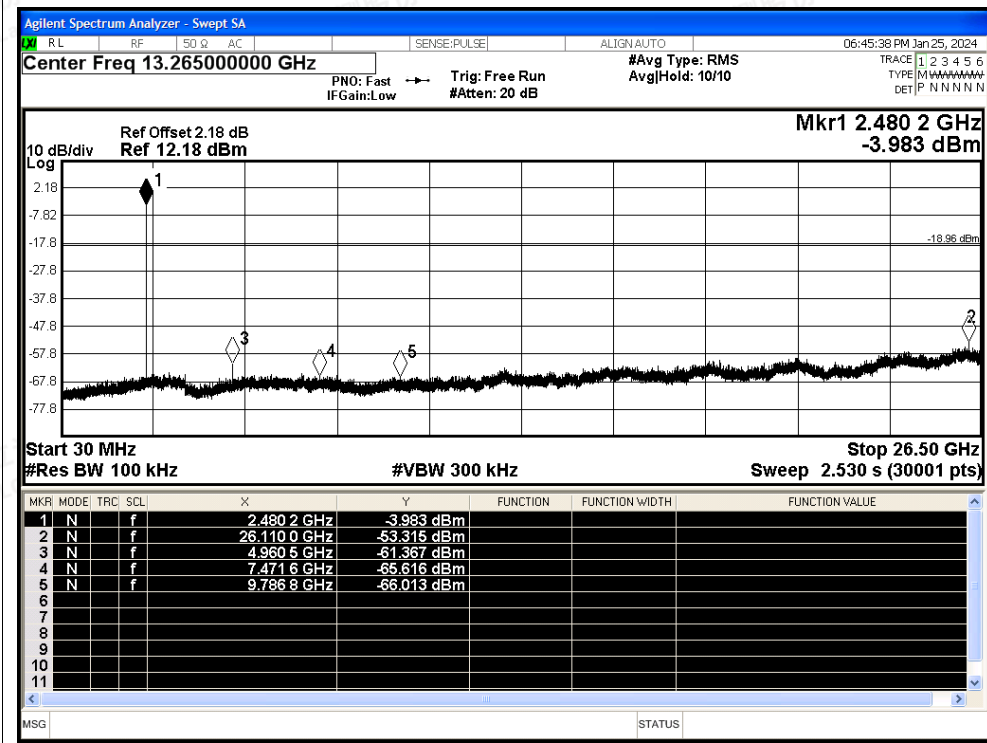 Agilent Spectrum Analyzer - Swept SA
LXI RL RF 50 Ω AC SENSE:PULSE ALIGN AUTO 06:45:38 PM Jan 25, 2024
Center Freq 13.265000000 GHz #Avg Type: RMS TRACE 1 2 3 4 5 6
PNO: Fast Trig: Free Run Avg|Hold: 10/10 TYPE M
IFGain:Low #Atten: 20 dB DET P N N N N N
Mkr1 2.480 2 GHz
Ref Offset 2.18 dB
10 dB/div Ref 12.18 dBm -3.983 dBm
Log
1
2.18
-7.82
-17.8 -18.96 dBm
-27.8
-37.8
-47.8 2
3
-57.8 4 5
-67.8
-77.8
Start 30 MHz Stop 26.50 GHz
#Res BW 100 kHz #VBW 300 kHz Sweep 2.530 s (30001 pts)
MKR MODE TRC SCL X Y FUNCTION FUNCTION WIDTH FUNCTION VALUE
1 N f 2.480 2 GHz -3.983 dBm
2 N f 26.110 0 GHz -53.315 dBm
3 N f 4.960 5 GHz -61.367 dBm
4 N f 7.471 6 GHz -65.616 dBm
5 N f 9.786 8 GHz -66.013 dBm
6
7
8
9
10
11
MSG STATUS